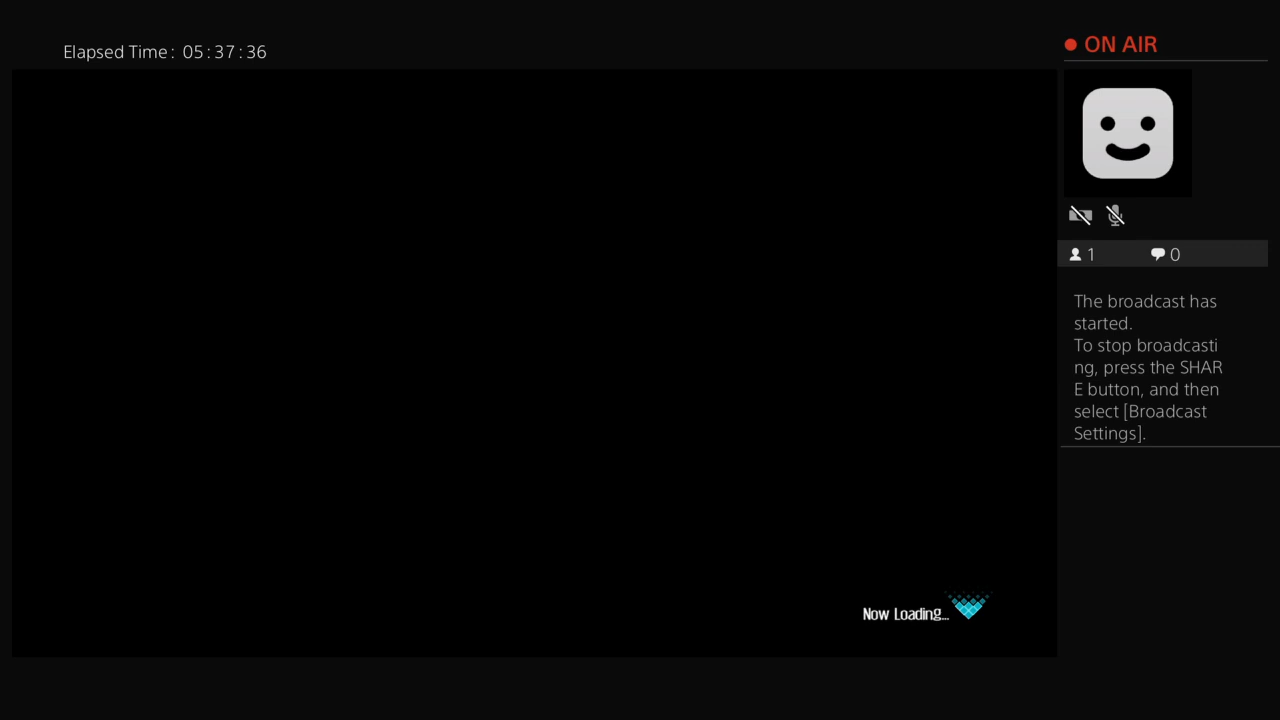 Elapsed Time: 05:37:36
ON AIR
1
0
The broadcast has
started.
To stop broadcasti
ng, press the SHAR
E button, and then
select [Broadcast
Settings].
Now Loading...